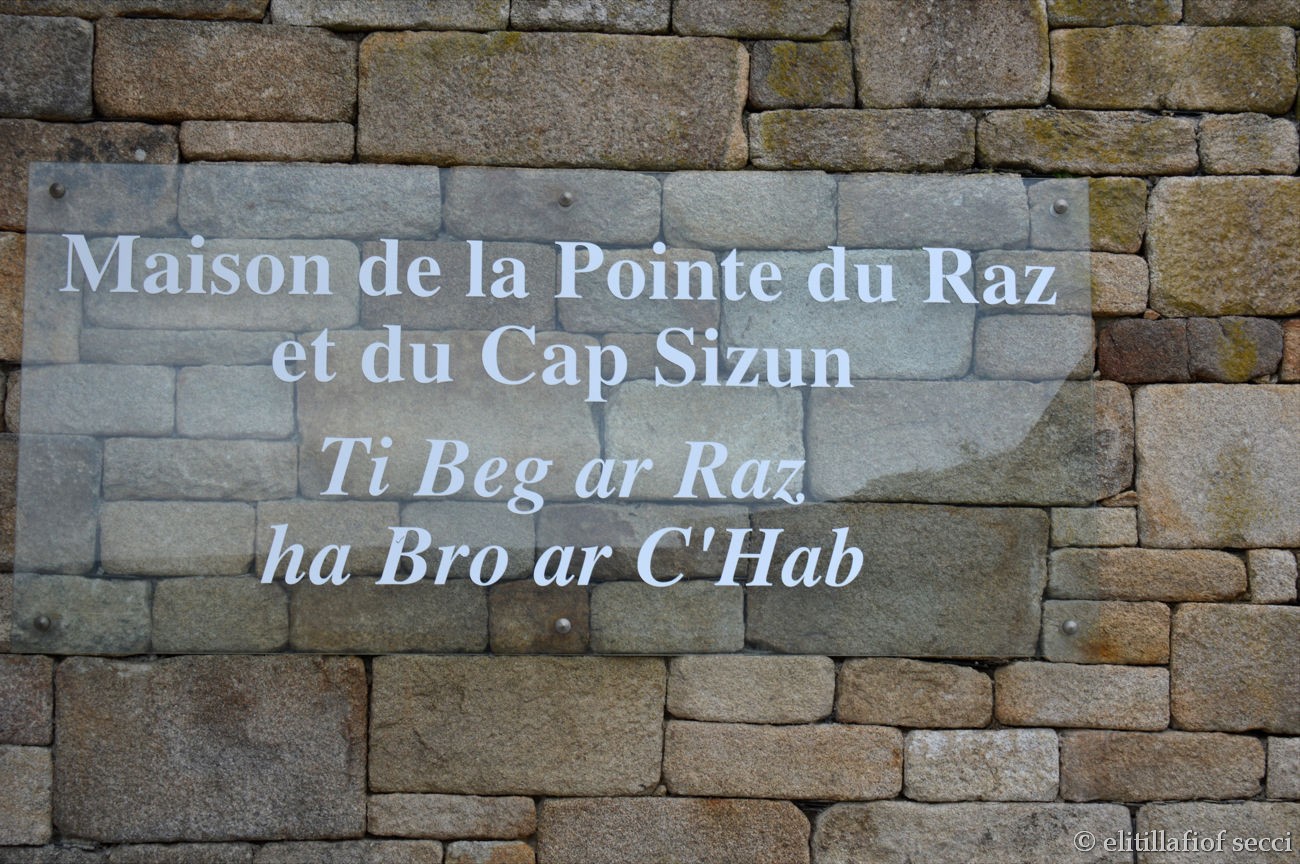 Maison de la Pointe du Raz
et du Cap Sizun
Ti Beg ar Raz
ha Bro ar C'Hab
© elitillafiof secci